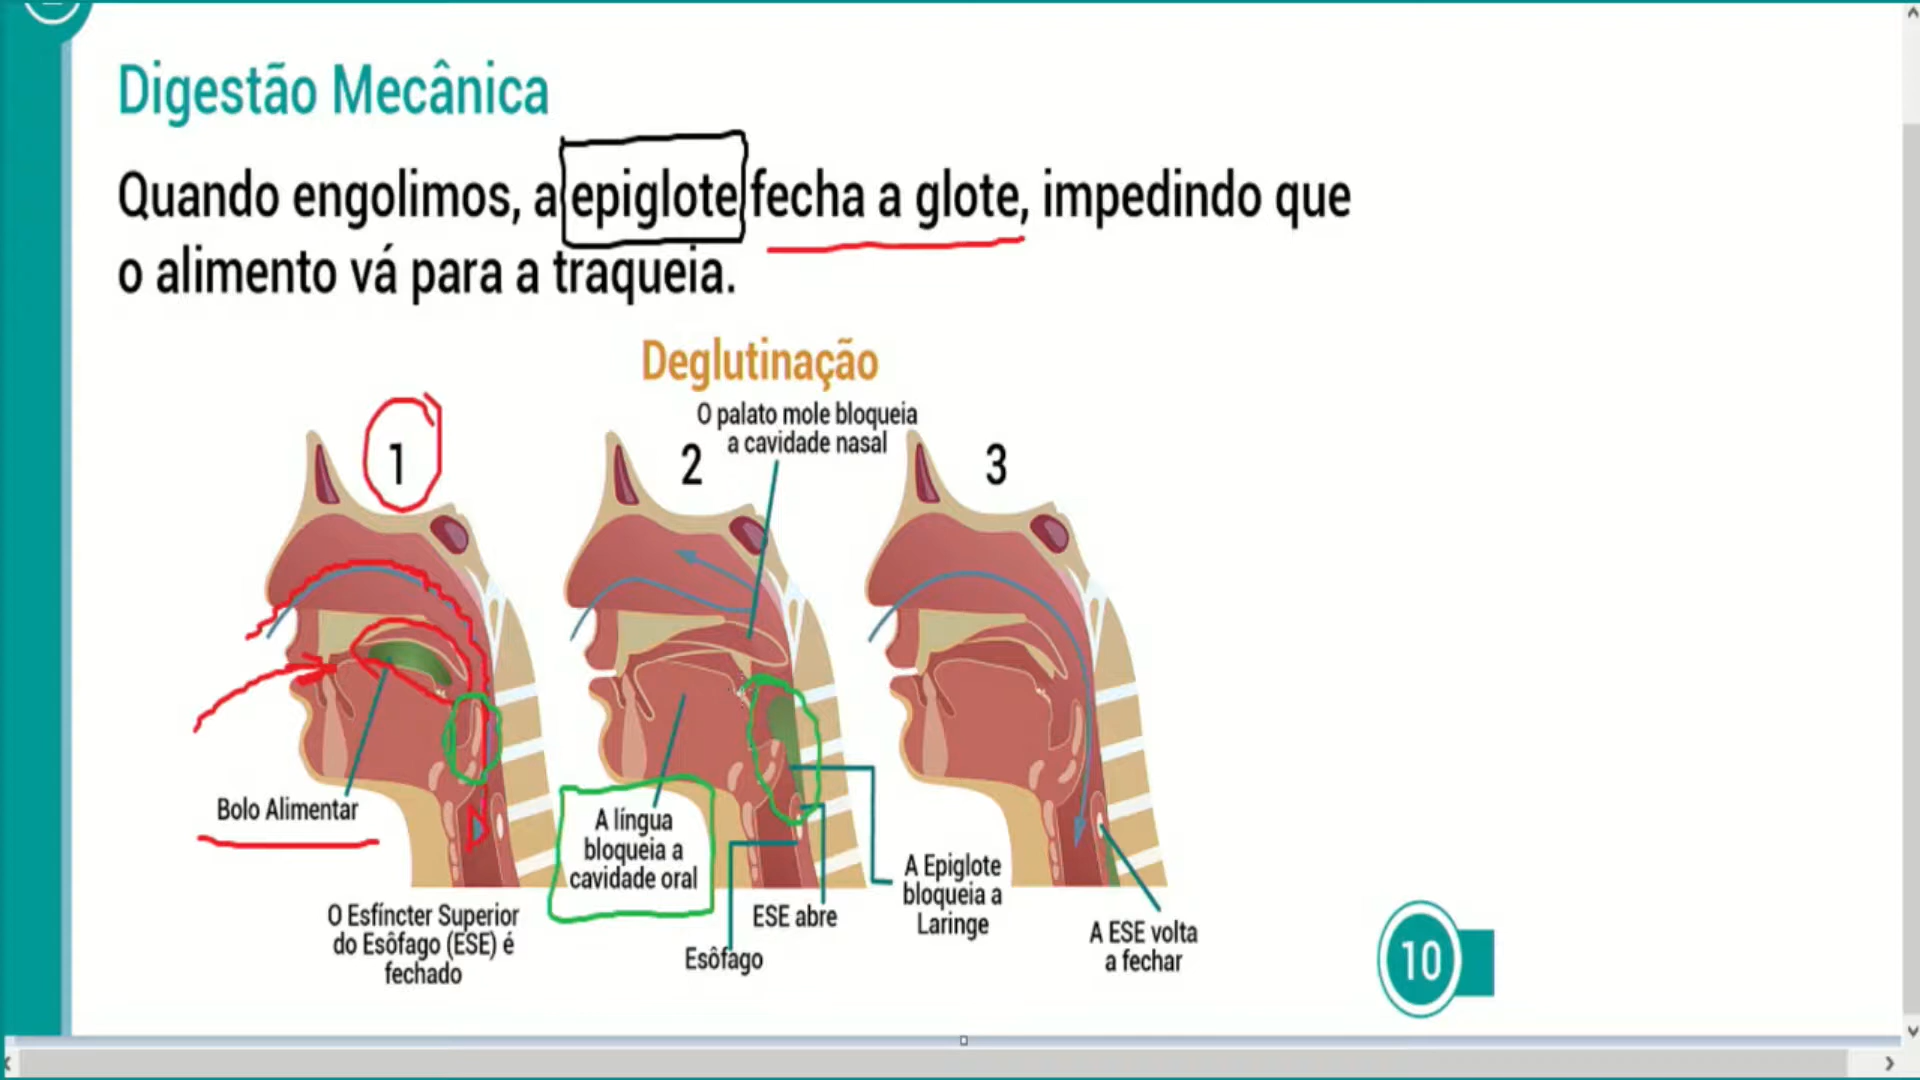 Digestão Mecânica
Quando engolimos, a epiglote fecha a glote, impedindo que
o alimento vá para a traqueia.
Deglutinação
1
2
O palato mole bloqueia
a cavidade nasal
3
Bolo Alimentar
A língua
bloqueia a
cavidade oral
O Esfíncter Superior
do Esôfago (ESE) é
fechado
Esôfago
ESE abre
A Epiglote
bloqueia a
Laringe
A ESE volta
a fechar
10